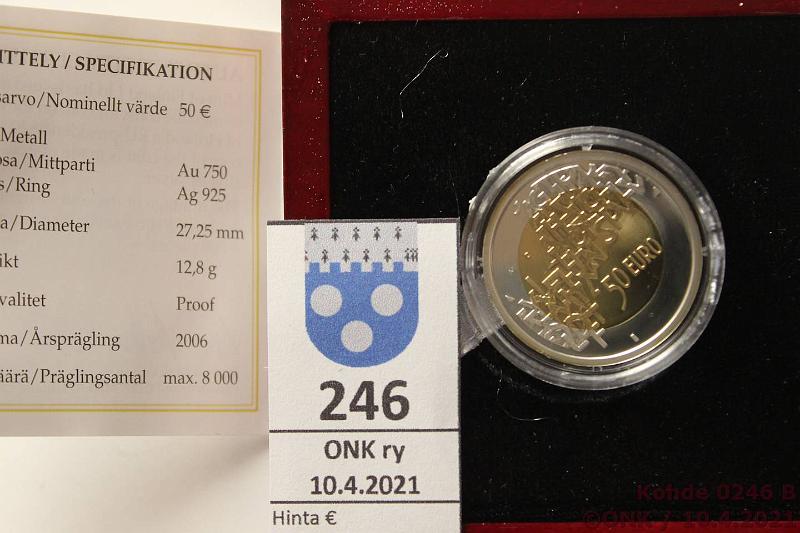 ITTELY / SPECIFIKATION
arvo/Nominellt värde 50 €
Metall
osa/Mittparti Au 750
s/Ring Ag 925
a/Diameter 27,25 mm
ikt 12,8 g
valitet Proof
ma/Årsprägling 2006
äärä/Präglingsantal max. 8 000
246
ONK ry
10.4.2021
Hinta €
50 EURO
Kohde 0246 B
©ONK / 10.4.2021